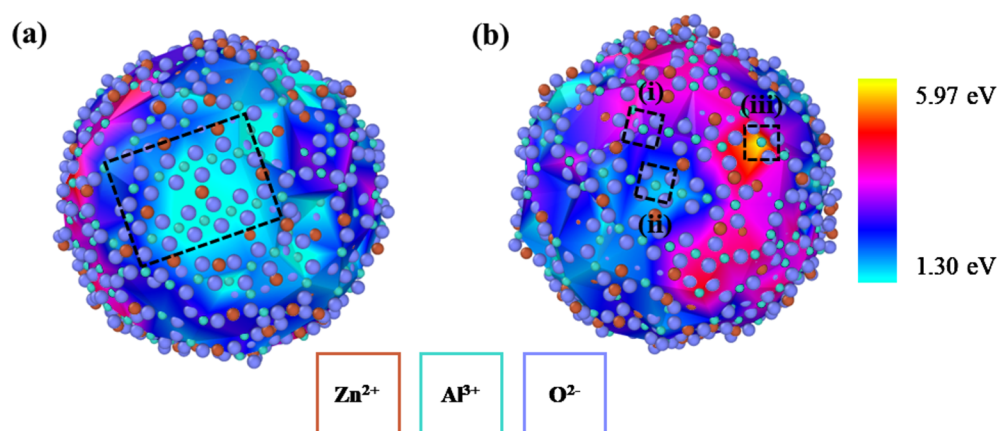 (a)
(b)
(i)
(iii)
(ii)
5.97 eV
1.30 eV
Zn²⁺
Al³⁺
O²⁻